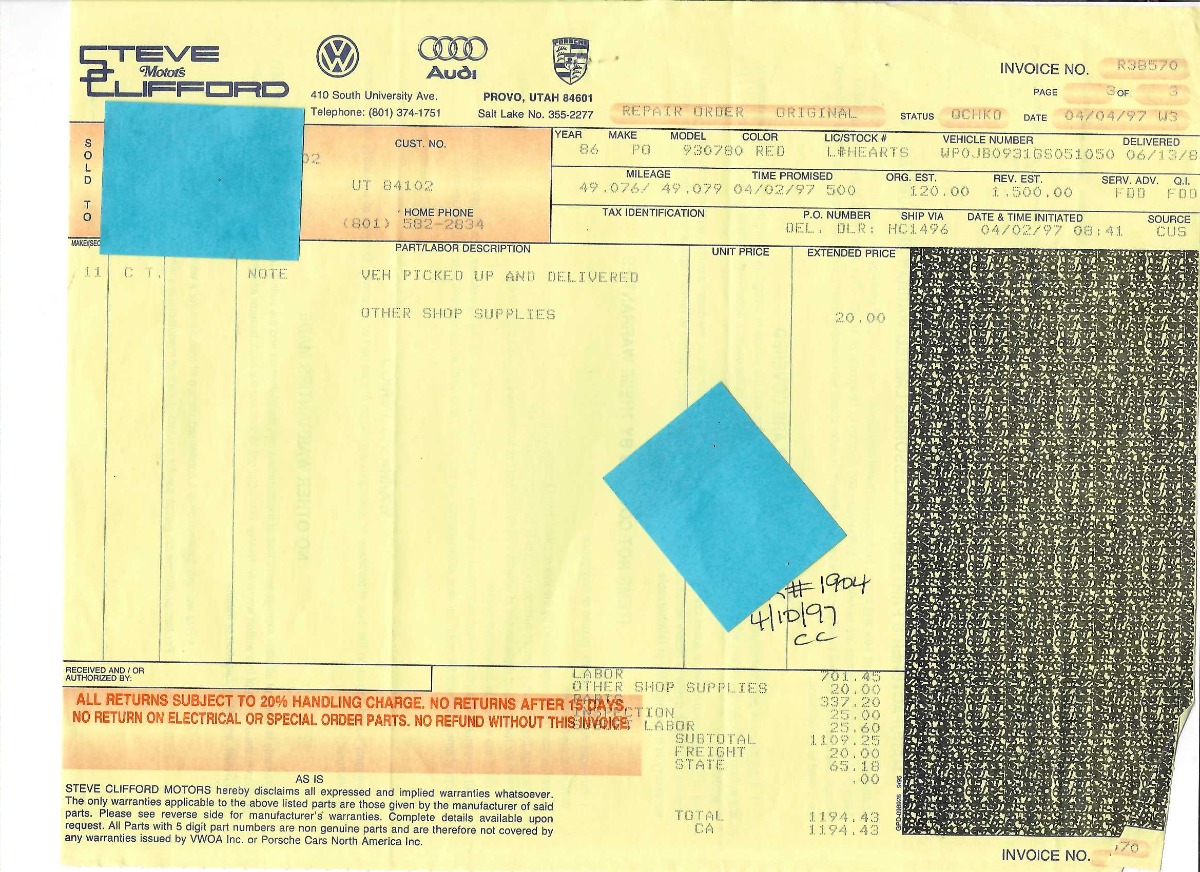 STEVE
Motors
CLIFFORD
Audi
PORSCHE
410 South University Ave.
Telephone: (801) 374-1751
PROVO, UTAH 84601
Salt Lake No. 355-2277
REPAIR ORDER ORIGINAL
INVOICE NO. R38570
PAGE 3 OF 3
STATUS QCHKD DATE 04/04/97 WS
SOLD TO
02
CUST. NO.
UT 84102
HOME PHONE
(801) 582-2834
YEAR MAKE MODEL COLOR LIC/STOCK # VEHICLE NUMBER DELIVERED
86 PO 930780 RED L#HEARTS WP0JB0931GS051050 06/13/8
MILEAGE TIME PROMISED ORG. EST. REV. EST. SERV. ADV. Q.I.
49.076/ 49.079 04/02/97 500 120.00 1.500.00 FDD FDD
TAX IDENTIFICATION P.O. NUMBER SHIP VIA DATE & TIME INITIATED SOURCE
DEL. DLR: HC1496 04/02/97 08:41 CUS
PART/LABOR DESCRIPTION UNIT PRICE EXTENDED PRICE
11 C T. NOTE VEH PICKED UP AND DELIVERED
OTHER SHOP SUPPLIES 20.00
# 1904
4/10/97
CC
RECEIVED AND / OR
AUTHORIZED BY:
ALL RETURNS SUBJECT TO 20% HANDLING CHARGE. NO RETURNS AFTER 15 DAYS.
NO RETURN ON ELECTRICAL OR SPECIAL ORDER PARTS. NO REFUND WITHOUT THIS INVOICE.
LABOR 701.45
OTHER SHOP SUPPLIES 20.00
PARTS 337.20
25.00
LABOR 25.60
SUBTOTAL 1109.25
FREIGHT 20.00
STATE 65.18
.00
TOTAL 1194.43
CA 1194.43
AS IS
STEVE CLIFFORD MOTORS hereby disclaims all expressed and implied warranties whatsoever.
The only warranties applicable to the above listed parts are those given by the manufacturer of said
parts. Please see reverse side for manufacturer's warranties. Complete details available upon
request. All Parts with 5 digit part numbers are non genuine parts and are therefore not covered by
any warranties issued by VWOA Inc. or Porsche Cars North America Inc.
INVOICE NO. 70